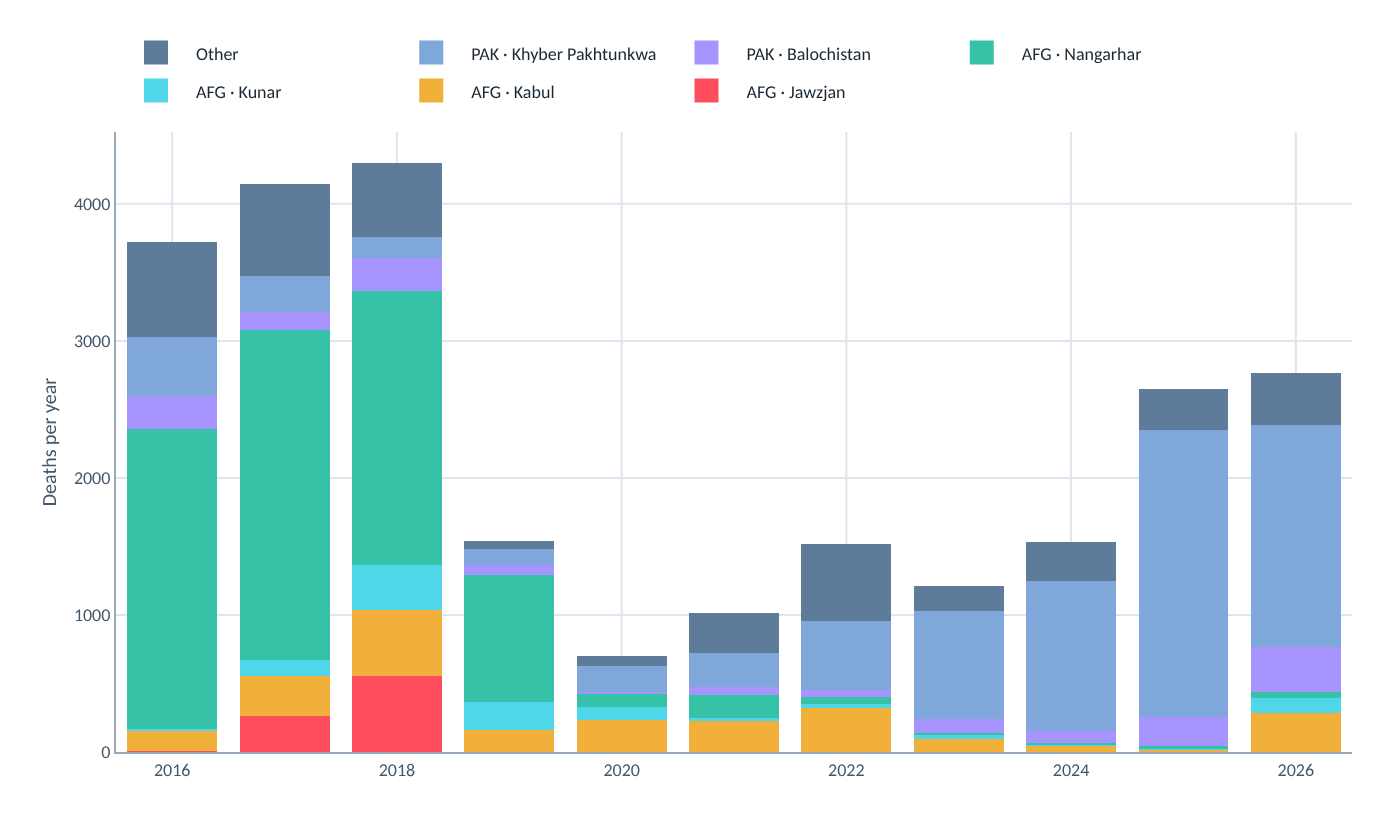 Other
PAK · Khyber Pakhtunkwa
PAK · Balochistan
AFG · Nangarhar
AFG · Kunar
AFG · Kabul
AFG · Jawzjan
Deaths per year
4000
3000
2000
1000
0
2016
2018
2020
2022
2024
2026